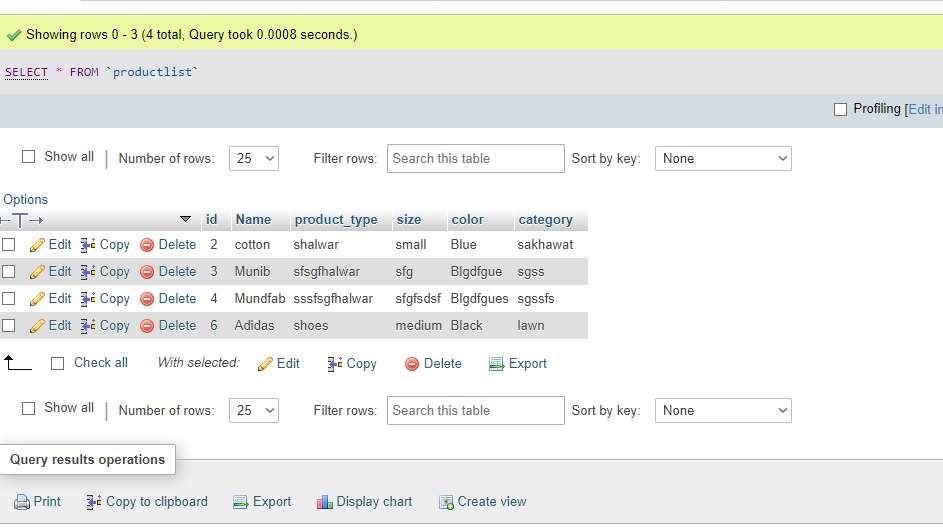 Showing rows 0 - 3 (4 total, Query took 0.0008 seconds.)
SELECT * FROM `productlist`
Profiling [Edit in
Show all | Number of rows: 25 Filter rows: Search this table Sort by key: None
Options
id Name product_type size color category
Edit Copy Delete 2 cotton shalwar small Blue sakhawat
Edit Copy Delete 3 Munib sfsgfhalwar sfg Blgdfgue sgss
Edit Copy Delete 4 Mundfab sssfsgfhalwar sfgfsdsf Blgdfgues sgssfs
Edit Copy Delete 6 Adidas shoes medium Black lawn
Check all With selected: Edit Copy Delete Export
Show all | Number of rows: 25 Filter rows: Search this table Sort by key: None
Query results operations
Print Copy to clipboard Export Display chart Create view